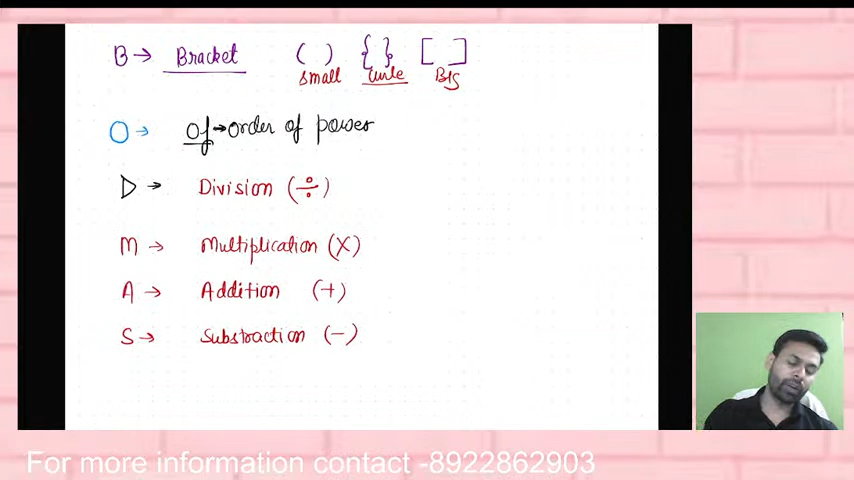 B → Bracket ( ) { } [ ]
small Curle Big
O → Of → order of power
D → Division (÷)
M → Multiplication (X)
A → Addition (+)
S → Substraction (-)
For more information contact -8922862903